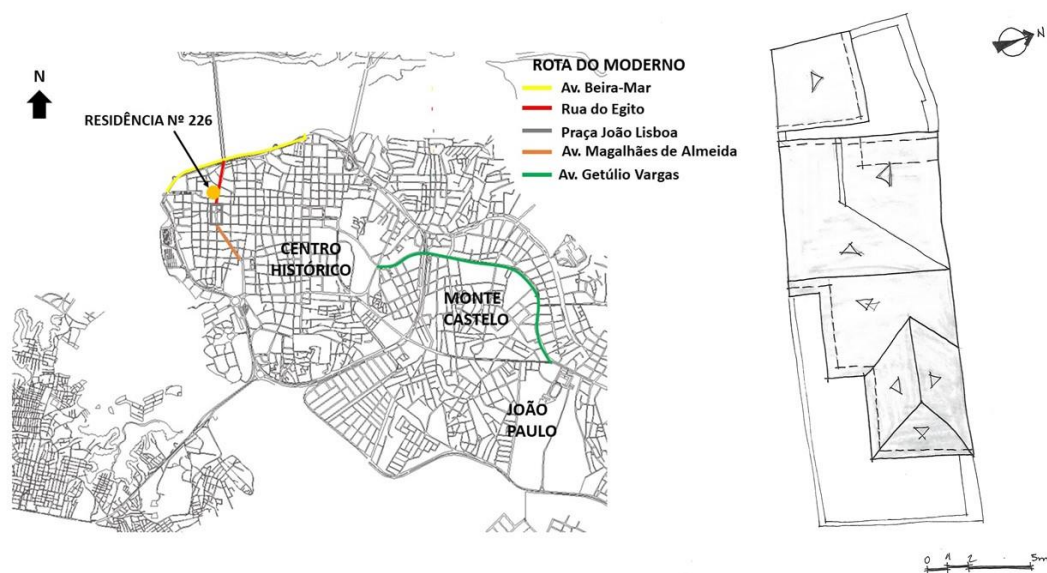 N
RESIDÊNCIA Nº 226
ROTA DO MODERNO
Av. Beira-Mar
Rua do Egito
Praça João Lisboa
Av. Magalhães de Almeida
Av. Getúlio Vargas
CENTRO
HISTÓRICO
MONTE
CASTELO
JOÃO
PAULO
N
0 1 2 5m